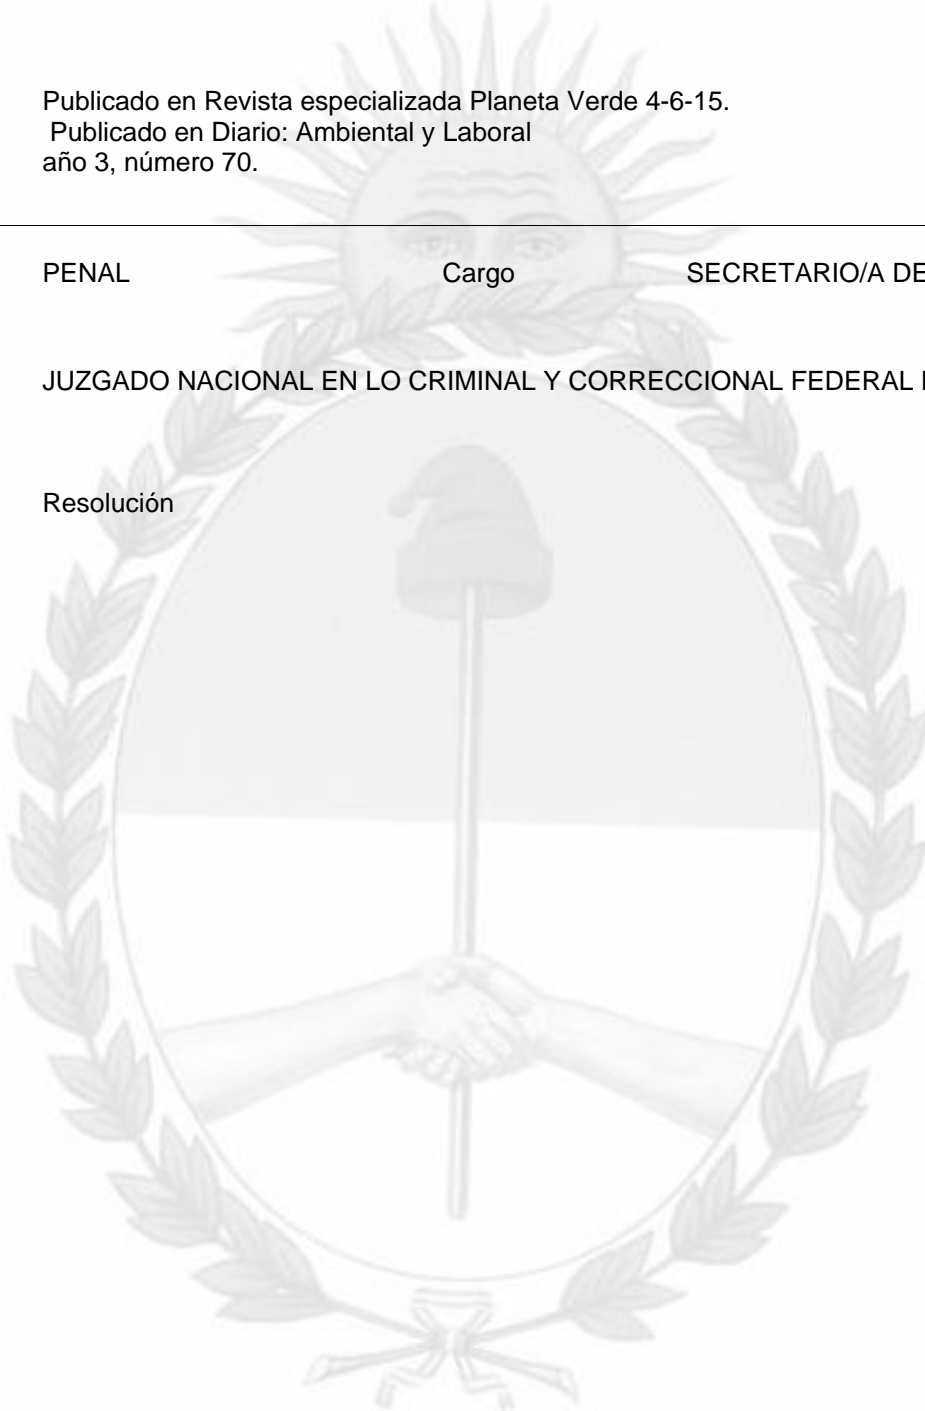 Publicado en Revista especializada Planeta Verde 4-6-15.
Publicado en Diario: Ambiental y Laboral
año 3, número 70.
PENAL Cargo SECRETARIO/A DE
JUZGADO NACIONAL EN LO CRIMINAL Y CORRECCIONAL FEDERAL
Resolución